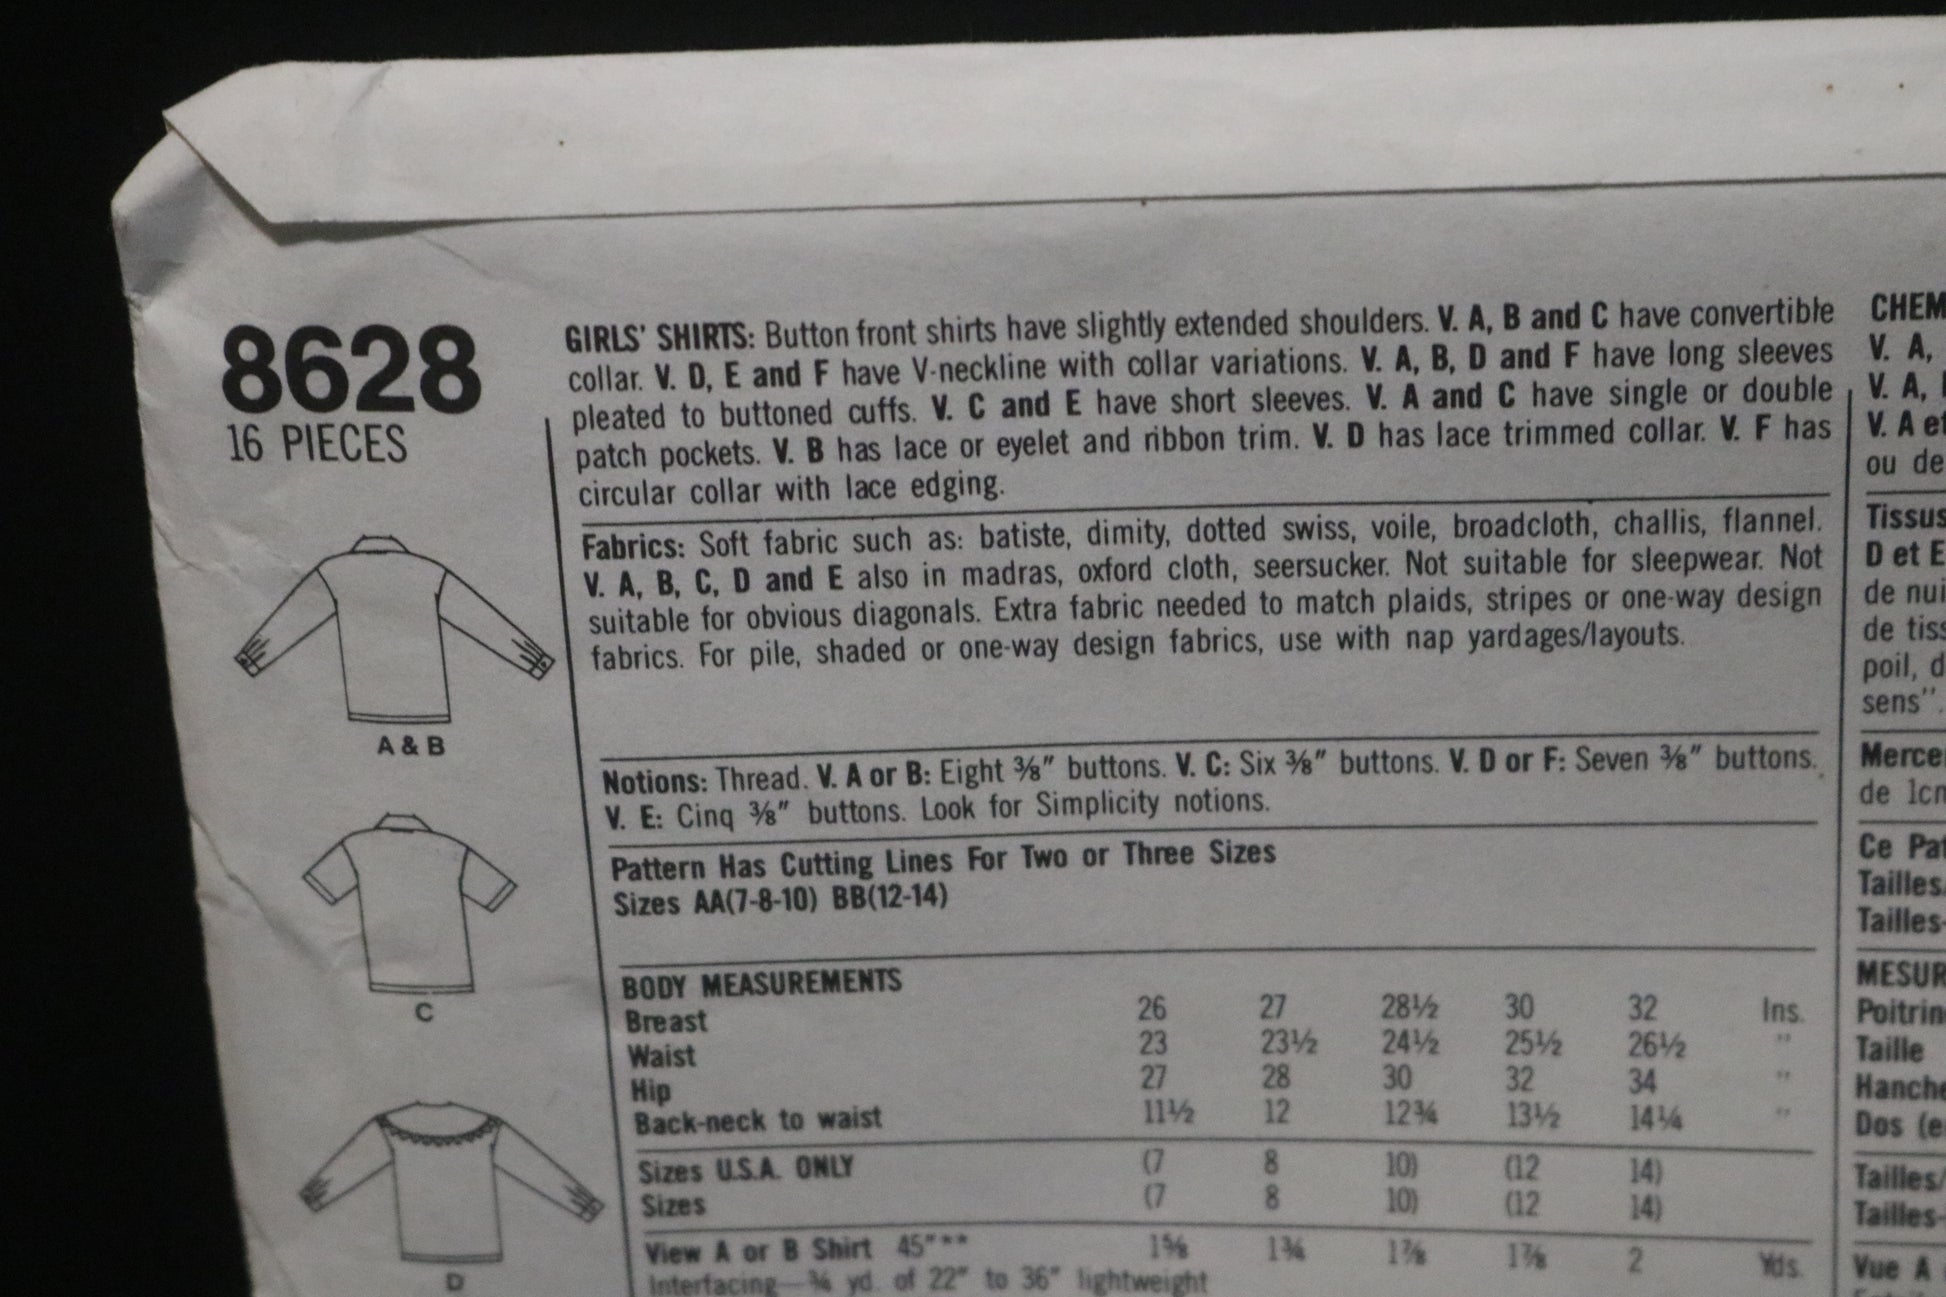 8628
16 PIECES
GIRLS' SHIRTS: Button front shirts have slightly extended shoulders. V. A, B and C have convertible
collar. V. D, E and F have V-neckline with collar variations. V. A, B, D and F have long sleeves
pleated to buttoned cuffs. V. C and E have short sleeves. V. A and C have single or double
patch pockets. V. B has lace or eyelet and ribbon trim. V. D has lace trimmed collar. V. F has
circular collar with lace edging.
Fabrics: Soft fabric such as: batiste, dimity, dotted swiss, voile, broadcloth, challis, flannel.
V. A, B, C, D and E also in madras, oxford cloth, seersucker. Not suitable for sleepwear. Not
suitable for obvious diagonals. Extra fabric needed to match plaids, stripes or one-way design
fabrics. For pile, shaded or one-way design fabrics, use with nap yardages/layouts.
Notions: Thread. V. A or B: Eight ⅜" buttons. V. C: Six ⅜" buttons. V. D or F: Seven ⅜" buttons.
V. E: Cinq ⅜" buttons. Look for Simplicity notions.
Pattern Has Cutting Lines For Two or Three Sizes
Sizes AA(7-8-10) BB(12-14)
BODY MEASUREMENTS
Breast 26 27 28½ 30 32 Ins.
Waist 23 23½ 24½ 25½ 26½ "
Hip 27 28 30 32 34 "
Back-neck to waist 11½ 12 12¾ 13½ 14¼ "
Sizes U.S.A. ONLY (7 8 10) (12 14)
Sizes (7 8 10) (12 14)
View A or B Shirt 45"** 1⅝ 1¾ 1⅞ 1⅞ 2 Yds.
Interfacing—¾ yd. of 22" to 36" lightweight
A & B
C
D
CHEM
V. A,
V. A,
V. A et
ou de
Tissus
D et E
de nui
de tiss
poil, d
sens".
Merce
de 1cm
Ce Pat
Tailles
Tailles-
MESUR
Poitrin
Taille
Hanche
Dos (e
Tailles/
Tailles-
Vue A